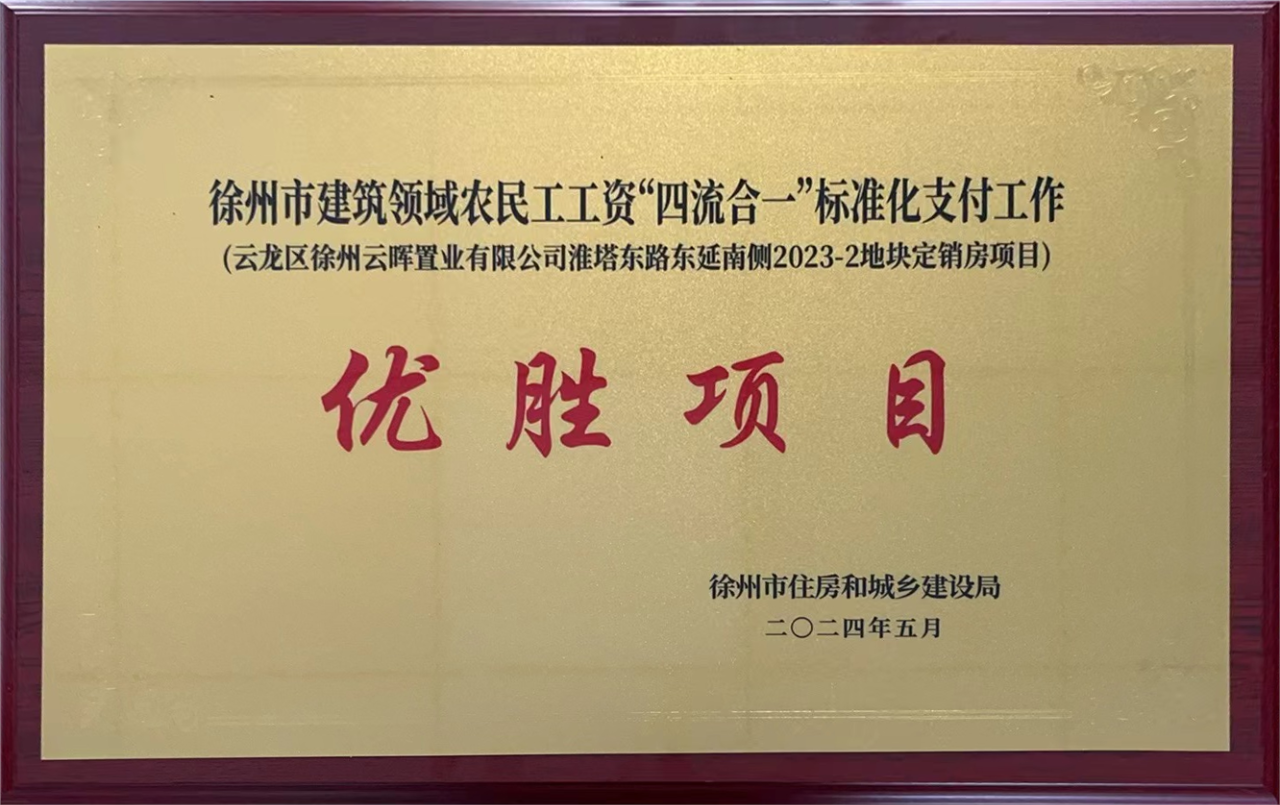 徐州市建筑领域农民工工资“四流合一”标准化支付工作
(云龙区徐州云晖置业有限公司淮塔东路东延南侧2023-2地块定销房项目)
优胜项目
徐州市住房和城乡建设局
二〇二四年五月